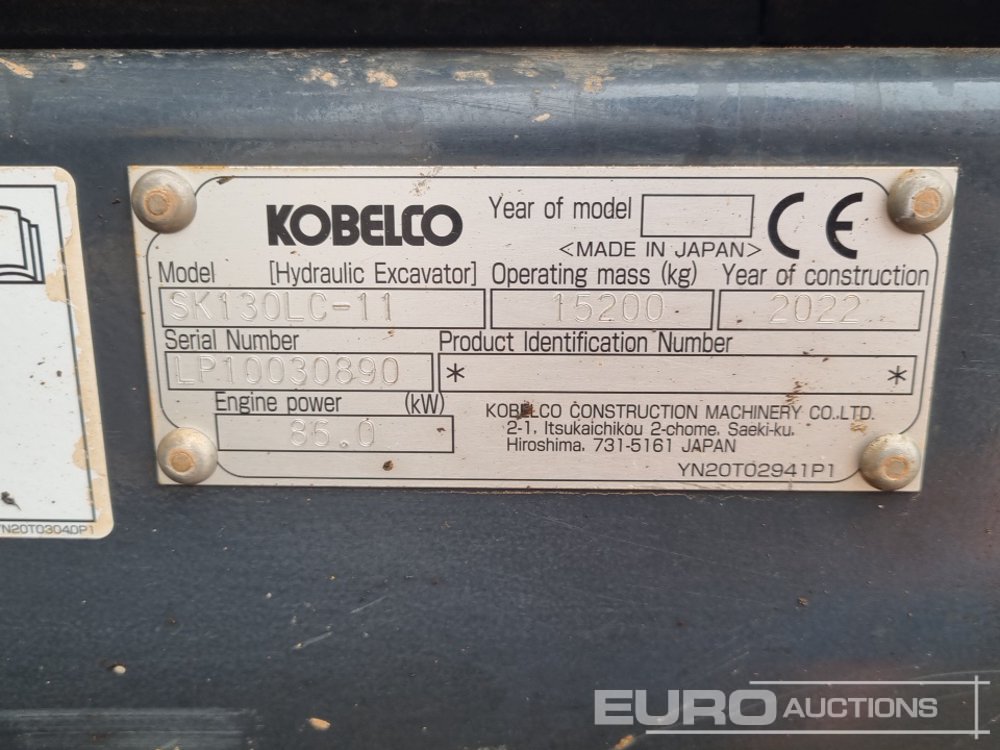 KOBELCO
Year of model
<MADE IN JAPAN>
CE
Model [Hydraulic Excavator] Operating mass (kg) Year of construction
SK130LC-11 15200 2022
Serial Number Product Identification Number
LP10030890 * *
Engine power (kW)
86.0
KOBELCO CONSTRUCTION MACHINERY CO.,LTD.
2-1, Itsukaichikou 2-chome, Saeki-ku,
Hiroshima, 731-5161 JAPAN
YN20T02941P1
YN20T03040P1
EURO AUCTIONS